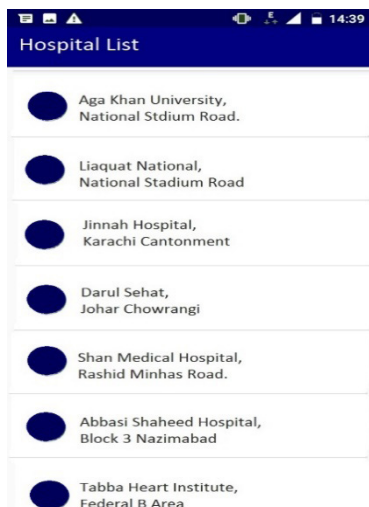 E 14:39
Hospital List
Aga Khan University,
National Stdium Road.
Liaquat National,
National Stadium Road
Jinnah Hospital,
Karachi Cantonment
Darul Sehat,
Johar Chowrangi
Shan Medical Hospital,
Rashid Minhas Road.
Abbasi Shaheed Hospital,
Block 3 Nazimabad
Tabba Heart Institute,
Federal B Area